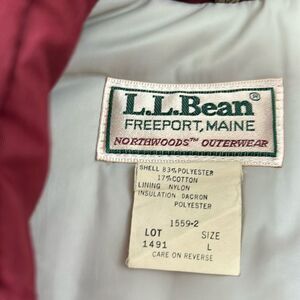 L.L.Bean®
FREEPORT, MAINE
NORTHWOODS™ OUTERWEAR
SHELL 83% POLYESTER
17% COTTON
LINING NYLON
INSULATION DACRON
POLYESTER
1559-2
LOT SIZE
1491 L
CARE ON REVERSE